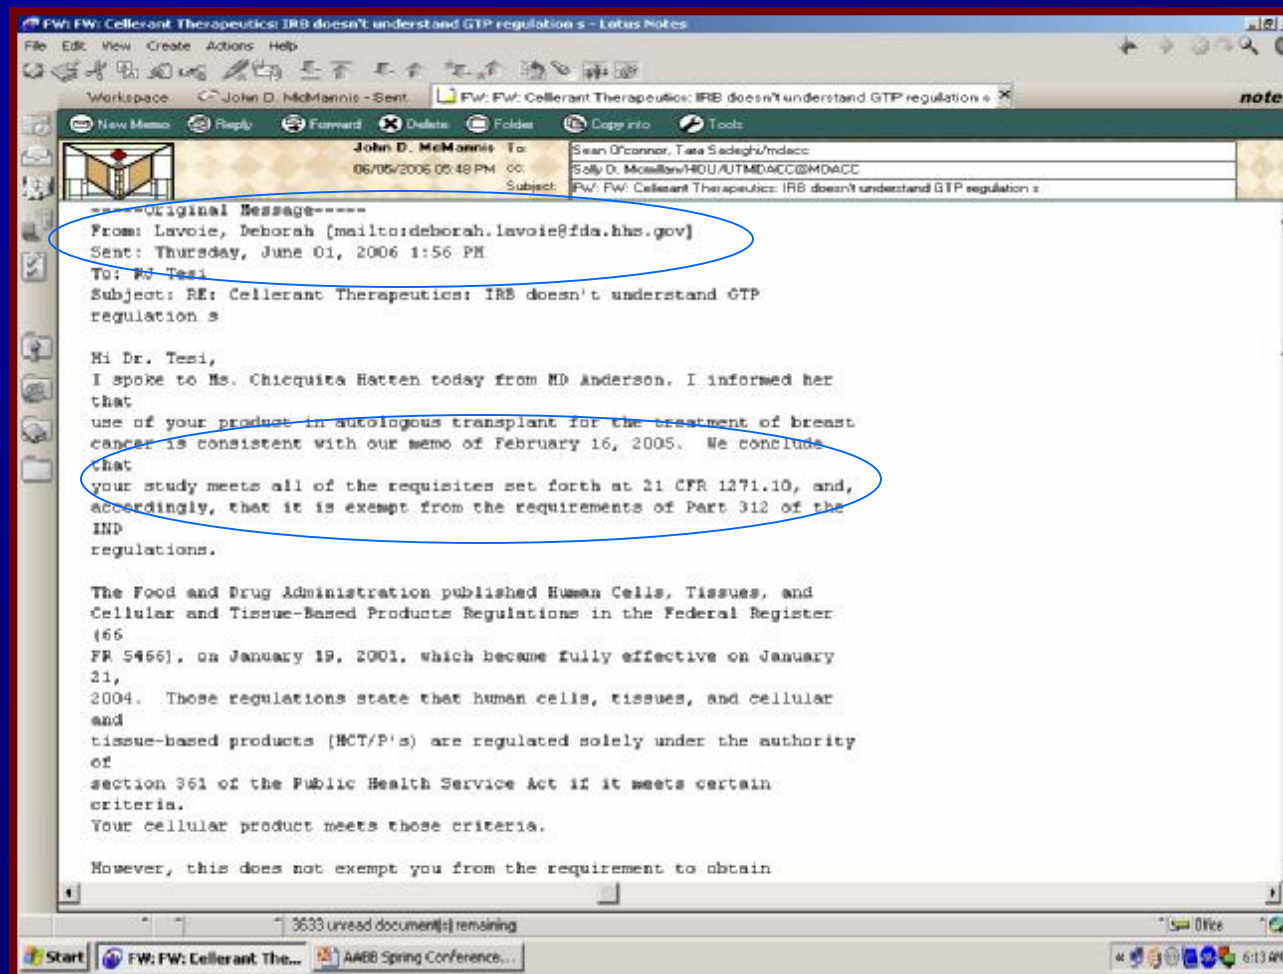 FW: FW: Cellerant Therapeutics: IRB doesn't understand GTP regulation s - Lotus Notes
File Edit View Create Actions Help
Workspace John D. McMannis - Sent FW: FW: Cellerant Therapeutics: IRB doesn't understand GTP regulation s
note
New Memo Reply Forward Delete Folder Copy into Tools
John D. McMannis To: Sean O'connor, Tara Sadeghi/mdacc
06/05/2006 05:48 PM cc: Sally D. Mcmillan/HOU/UTMDACC@MDACC
Subject: FW: FW: Cellerant Therapeutics: IRB doesn't understand GTP regulation s
-----Original Message-----
From: Lavoie, Deborah [mailto:deborah.lavoie@fda.hhs.gov]
Sent: Thursday, June 01, 2006 1:56 PM
To: RJ Tesi
Subject: RE: Cellerant Therapeutics: IRB doesn't understand GTP
regulation s
Hi Dr. Tesi,
I spoke to Ms. Chicquita Hatten today from MD Anderson. I informed her
that
use of your product in autologous transplant for the treatment of breast
cancer is consistent with our memo of February 16, 2005. We conclude
that
your study meets all of the requisites set forth at 21 CFR 1271.10, and,
accordingly, that it is exempt from the requirements of Part 312 of the
IND
regulations.
The Food and Drug Administration published Human Cells, Tissues, and
Cellular and Tissue-Based Products Regulations in the Federal Register
(66
FR 5466), on January 19, 2001, which became fully effective on January
21,
2004. Those regulations state that human cells, tissues, and cellular
and
tissue-based products (HCT/P's) are regulated solely under the authority
of
section 361 of the Public Health Service Act if it meets certain
criteria.
Your cellular product meets those criteria.
However, this does not exempt you from the requirement to obtain
3633 unread document(s) remaining
Office
Start FW: FW: Cellerant The... AABB Spring Conference...
6:13 AM